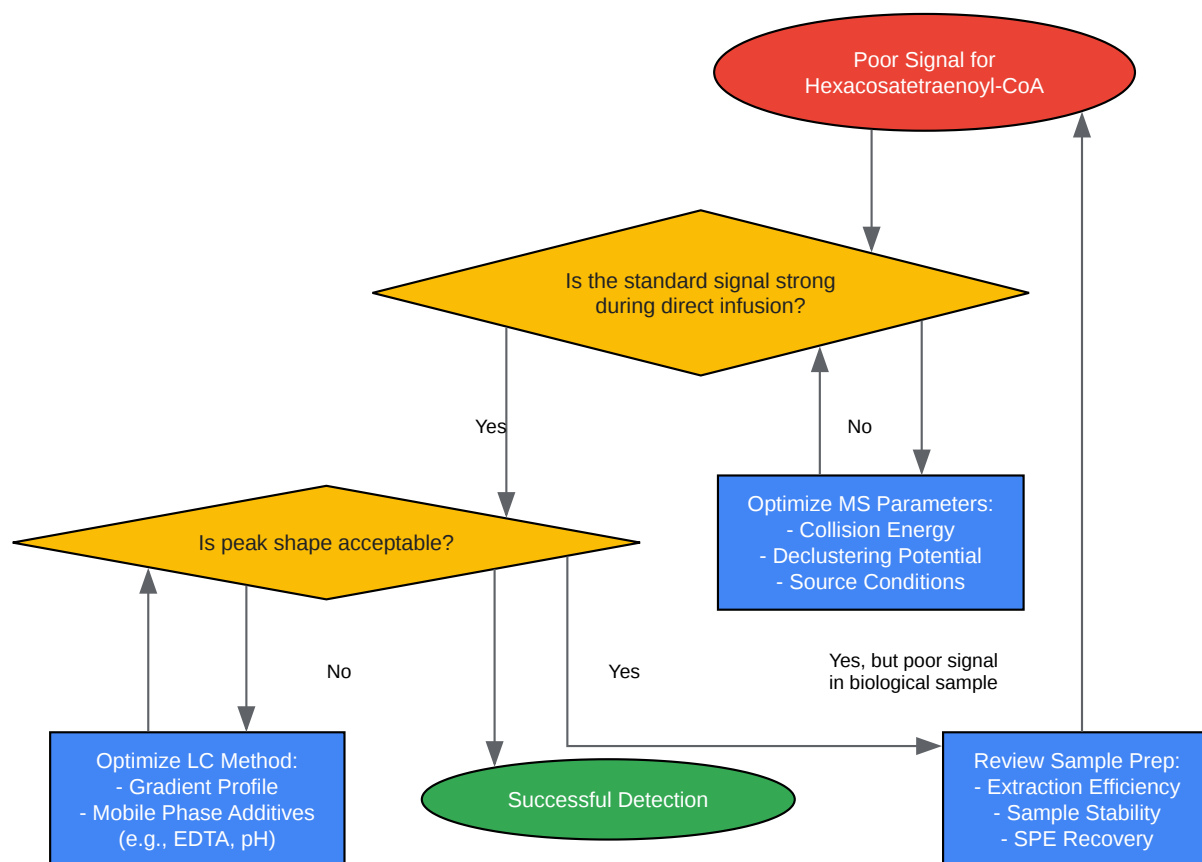 Poor Signal for
Hexacosatetraenoyl-CoA
Is the standard signal strong
during direct infusion?
Yes
No
Optimize MS Parameters:
- Collision Energy
- Declustering Potential
- Source Conditions
Is peak shape acceptable?
No
Yes
Yes, but poor signal
in biological sample
Optimize LC Method:
- Gradient Profile
- Mobile Phase Additives
(e.g., EDTA, pH)
Successful Detection
Review Sample Prep:
- Extraction Efficiency
- Sample Stability
- SPE Recovery